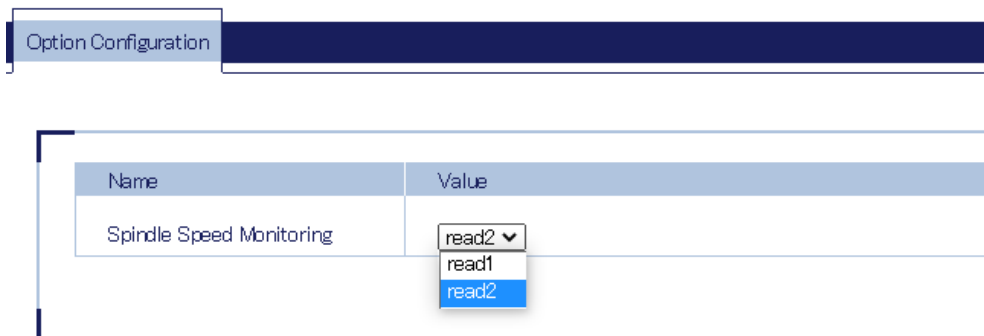 Option Configuration
Name Value
Spindle Speed Monitoring read2
read1
read2